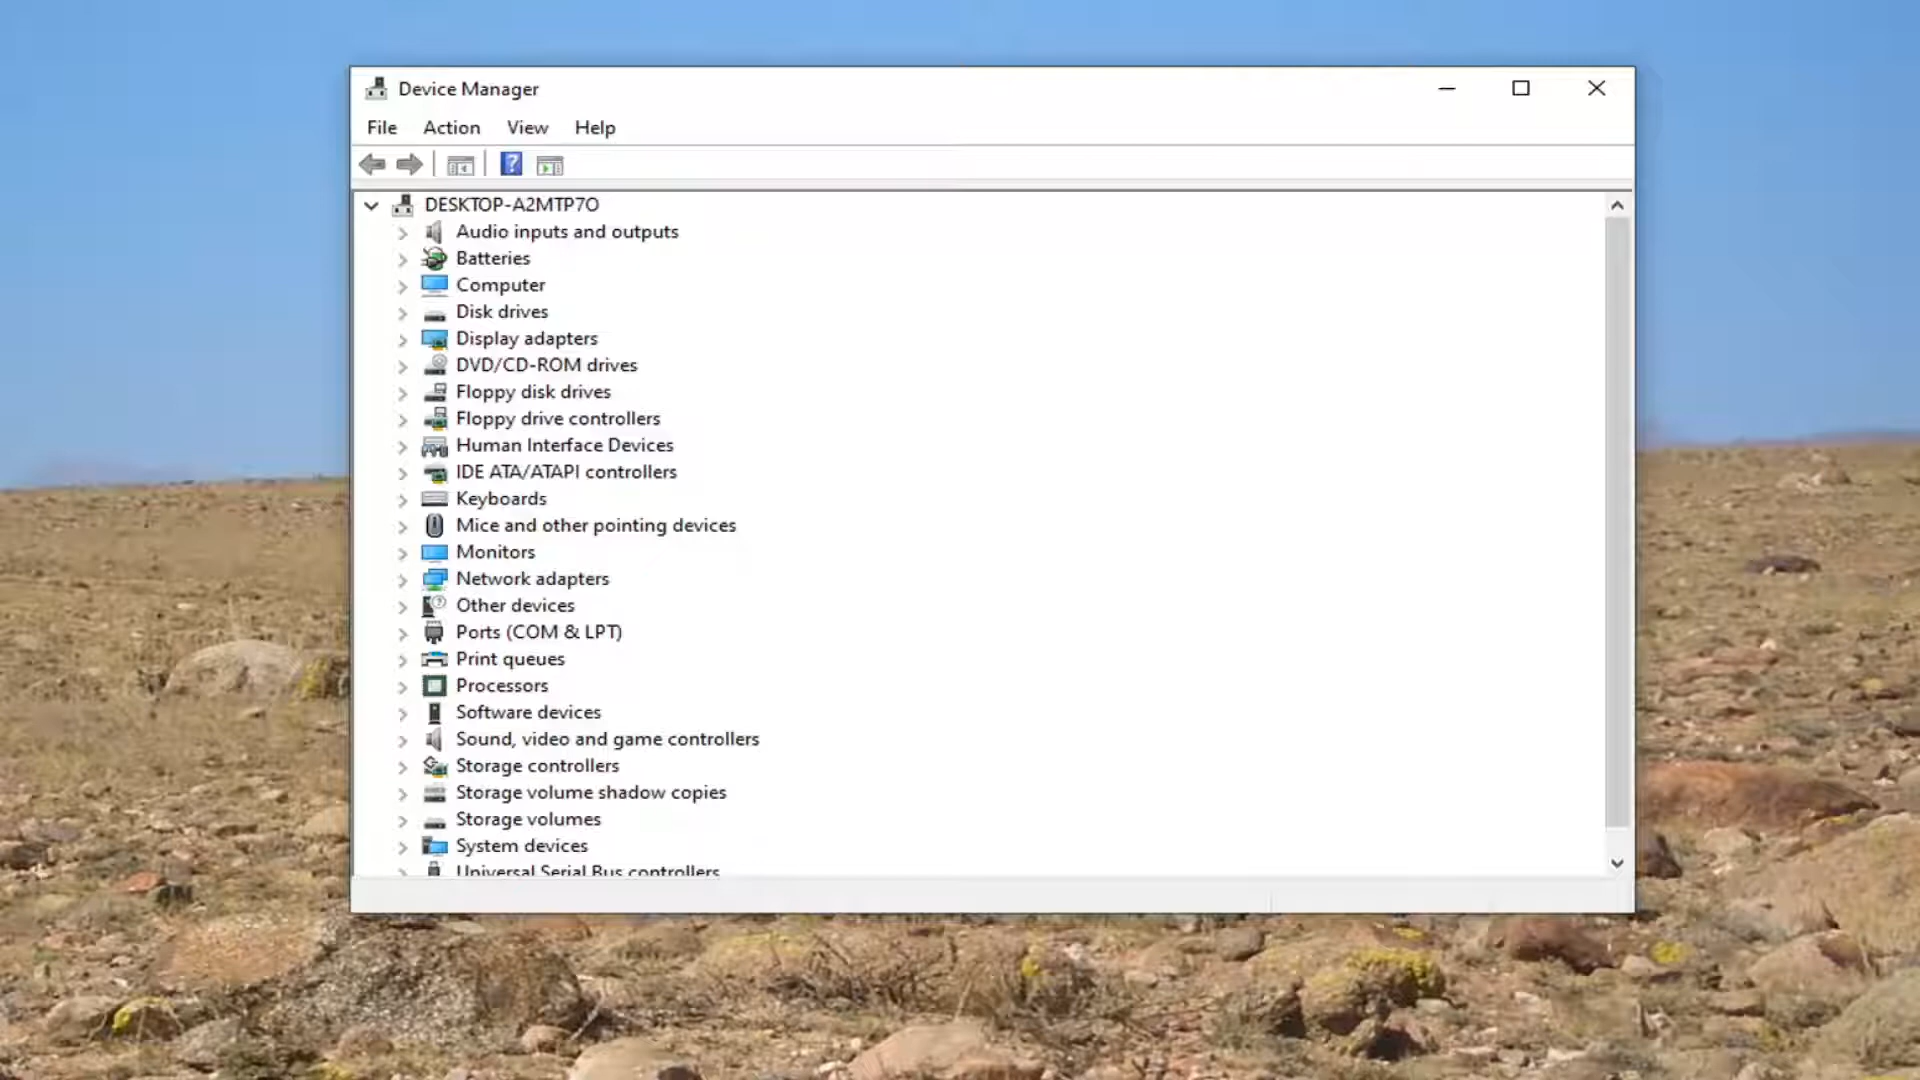 Device Manager
File Action View Help
DESKTOP-A2MTP7O
Audio inputs and outputs
Batteries
Computer
Disk drives
Display adapters
DVD/CD-ROM drives
Floppy disk drives
Floppy drive controllers
Human Interface Devices
IDE ATA/ATAPI controllers
Keyboards
Mice and other pointing devices
Monitors
Network adapters
Other devices
Ports (COM & LPT)
Print queues
Processors
Software devices
Sound, video and game controllers
Storage controllers
Storage volume shadow copies
Storage volumes
System devices
Universal Serial Bus controllers